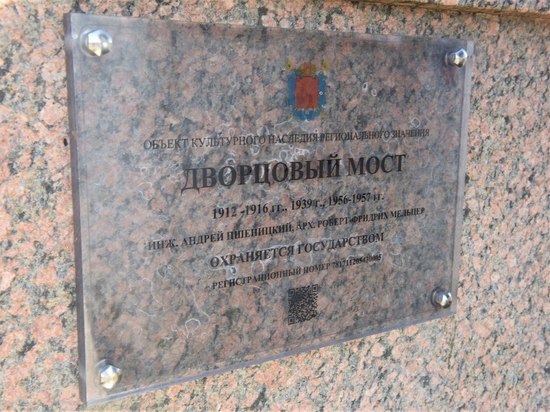 ОБЪЕКТ КУЛЬТУРНОГО НАСЛЕДИЯ РЕГИОНАЛЬНОГО ЗНАЧЕНИЯ
ДВОРЦОВЫЙ МОСТ
1912 -1916 гг., 1939 г., 1956-1957 гг.
ИНЖ. АНДРЕЙ ПШЕНИЦКИЙ, АРХ. РОБЕРТ-ФРИДРИХ МЕЛЬЦЕР
ОХРАНЯЕТСЯ ГОСУДАРСТВОМ
РЕГИСТРАЦИОННЫЙ НОМЕР